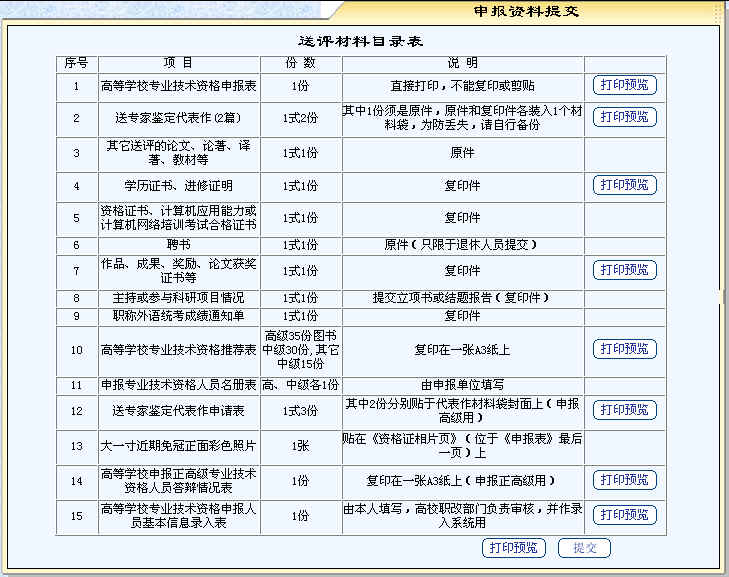 申报资料提交
送评材料目录表
序号 项 目 份 数 说 明
1 高等学校专业技术资格申报表 1份 直接打印，不能复印或剪贴 打印预览
2 送专家鉴定代表作(2篇) 1式2份 其中1份须是原件，原件和复印件各装入1个材
料袋，为防丢失，请自行备份 打印预览
3 其它送评的论文、论著、译
著、教材等 1式1份 原件
4 学历证书、进修证明 1式1份 复印件 打印预览
5 资格证书、计算机应用能力或
计算机网络培训考试合格证书 1式1份 复印件
6 聘书 1式1份 原件(只限于退休人员提交)
7 作品、成果、奖励、论文获奖
证书等 1式1份 复印件 打印预览
8 主持或参与科研项目情况 1式1份 提交立项书或结题报告(复印件)
9 职称外语统考成绩通知单 1式1份 复印件
10 高等学校专业技术资格推荐表 高级35份图书
中级30份,其它
中级15份 复印在一张A3纸上 打印预览
11 申报专业技术资格人员名册表 高、中级各1份 由申报单位填写
12 送专家鉴定代表作申请表 1式3份 其中2份分别贴于代表作材料袋封面上(申报
高级用) 打印预览
13 大一寸近期免冠正面彩色照片 1张 贴在《资格证相片页》(位于《申报表》最后
一页)上
14 高等学校申报正高级专业技术
资格人员答辩情况表 1份 复印在一张A3纸上(申报正高级用) 打印预览
15 高等学校专业技术资格申报人
员基本信息录入表 1份 由本人填写，高校职改部门负责审核，并作录
入系统用 打印预览
打印预览 提交